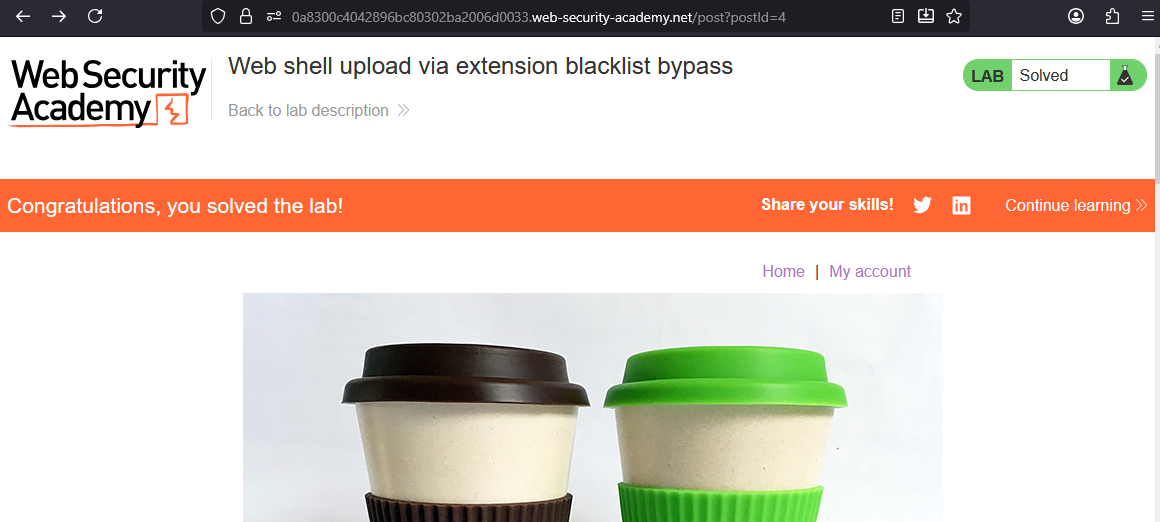 0a8300c4042896bc80302ba2006d0033.web-security-academy.net/post?postId=4
Web Security
Academy
Web shell upload via extension blacklist bypass
Back to lab description
LAB Solved
Congratulations, you solved the lab!
Share your skills!
in
Continue learning
Home | My account